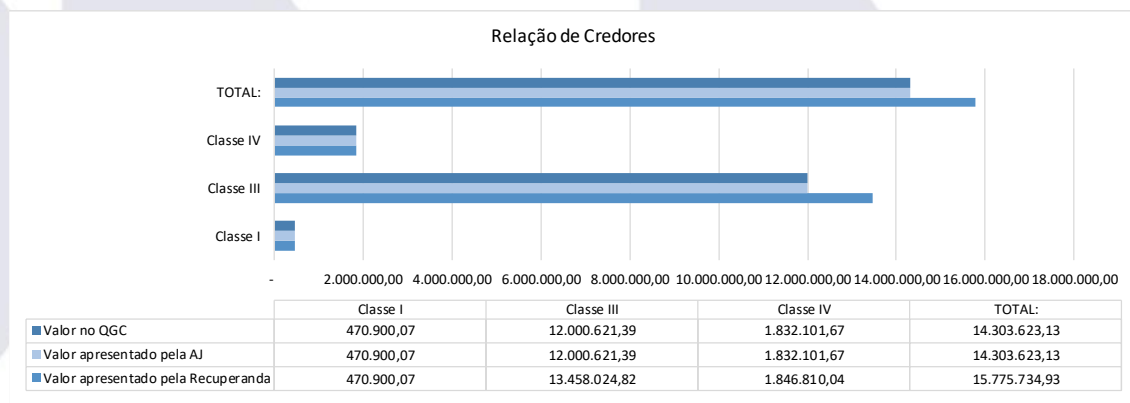 Relação de Credores
TOTAL:
Classe IV
Classe III
Classe I
- 2.000.000,00 4.000.000,00 6.000.000,00 8.000.000,00 10.000.000,00 12.000.000,00 14.000.000,00 16.000.000,00 18.000.000,00
Classe I Classe III Classe IV TOTAL:
Valor no QGC 470.900,07 12.000.621,39 1.832.101,67 14.303.623,13
Valor apresentado pela AJ 470.900,07 12.000.621,39 1.832.101,67 14.303.623,13
Valor apresentado pela Recuperanda 470.900,07 13.458.024,82 1.846.810,04 15.775.734,93